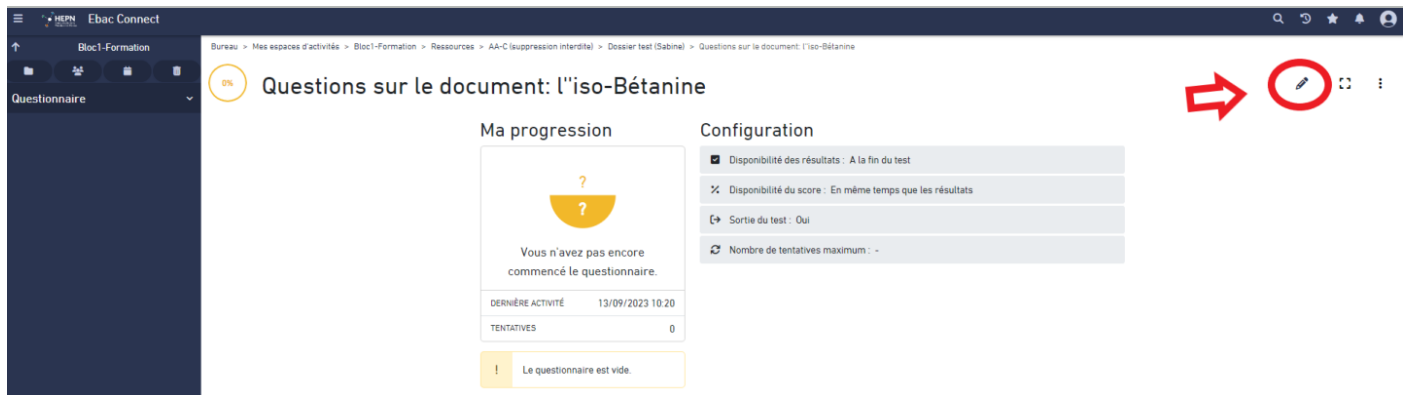 HEPN Ebac Connect
Bloc1-Formation
Bureau > Mes espaces d'activités > Bloc1-Formation > Ressources > AA-C (suppression interdite) > Dossier test (Sabine) > Questions sur le document: l''iso-Bétanine
Questionnaire
0%
Questions sur le document: l''iso-Bétanine
Ma progression
?
?
Vous n'avez pas encore
commencé le questionnaire.
DERNIÈRE ACTIVITÉ 13/09/2023 10:20
TENTATIVES 0
! Le questionnaire est vide.
Configuration
Disponibilité des résultats : A la fin du test
Disponibilité du score : En même temps que les résultats
Sortie du test : Oui
Nombre de tentatives maximum : -